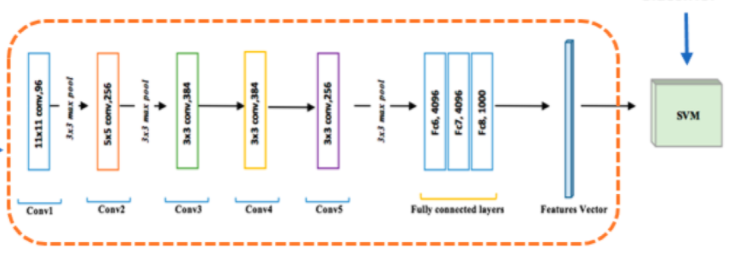 11x11 conv,96
3x3 max pool
5x5 conv,256
3x3 max pool
3x3 conv,384
3x3 conv,384
3x3 conv,256
3x3 max pool
Fc6, 4096
Fc7, 4096
Fc8, 1000
SVM
Conv1
Conv2
Conv3
Conv4
Conv5
Fully connected layers
Features Vector